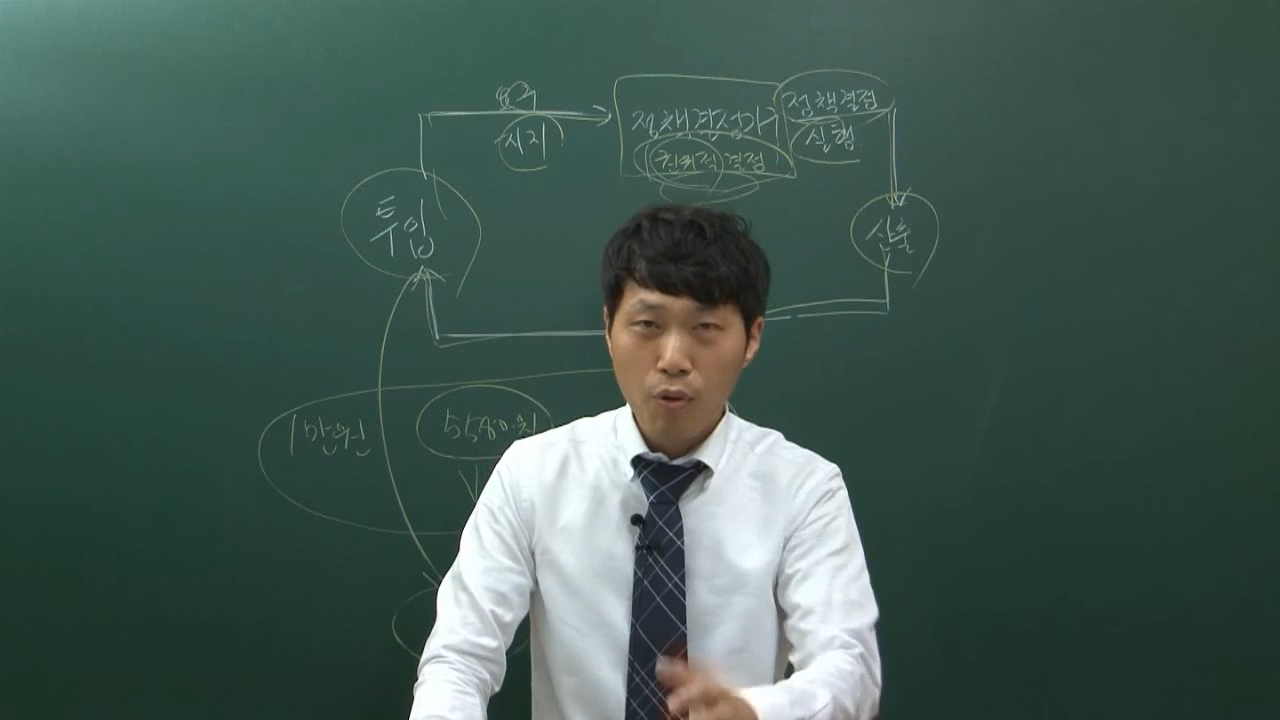 요구
지지
정책결정기구
권위적 결정
정책결정
실행
투입
산출
1만원
5580원